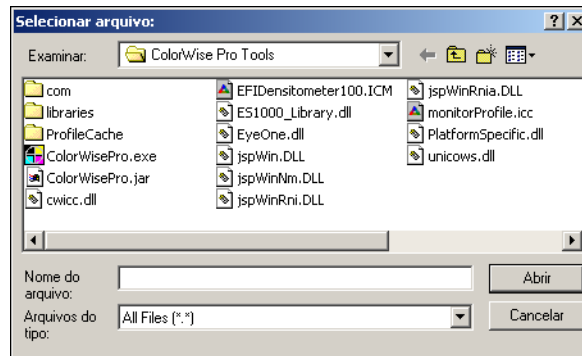 Selecionar arquivo:
Examinar:
ColorWise Pro Tools
com
libraries
ProfileCache
ColorWisePro.exe
ColorWisePro.jar
cwicc.dll
EFIDensitometer100.ICM
ES1000_Library.dll
EyeOne.dll
jspWin.DLL
jspWinNm.DLL
jspWinRni.DLL
jspWinRnia.DLL
monitorProfile.icc
PlatformSpecific.dll
unicows.dll
Nome do
arquivo:
Abrir
Arquivos do
tipo:
All Files (*.*)
Cancelar